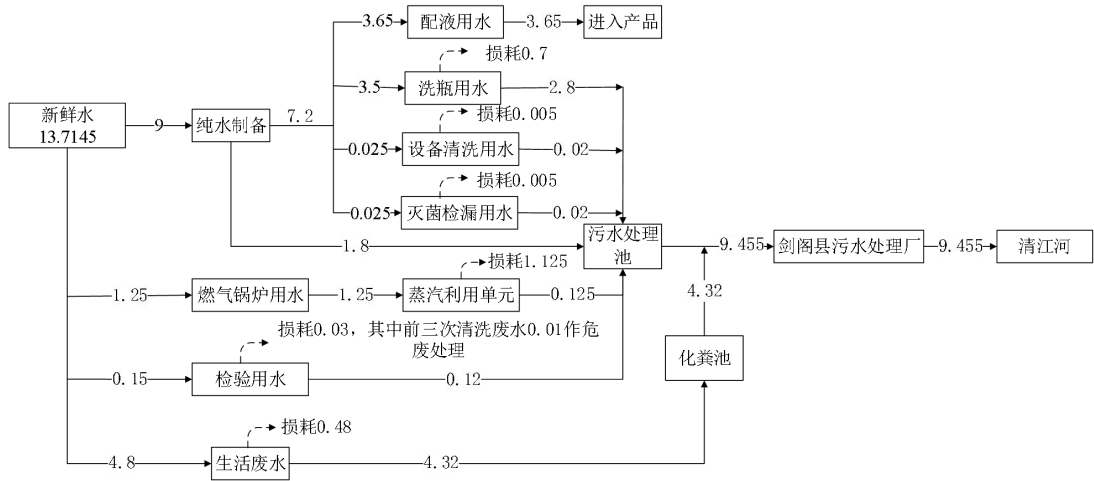 3.65
配液用水
3.65
进入产品
损耗0.7
3.5
洗瓶用水
2.8
新鲜水
13.7145
9
纯水制备
7.2
损耗0.005
0.025
设备清洗用水
0.02
损耗0.005
0.025
灭菌检漏用水
0.02
1.8
污水处理
池
9.455
剑阁县污水处理厂
9.455
清江河
损耗1.125
1.25
燃气锅炉用水
1.25
蒸汽利用单元
0.125
4.32
损耗0.03，其中前三次清洗废水0.01作危
废处理
化粪池
0.15
检验用水
0.12
损耗0.48
4.8
生活废水
4.32